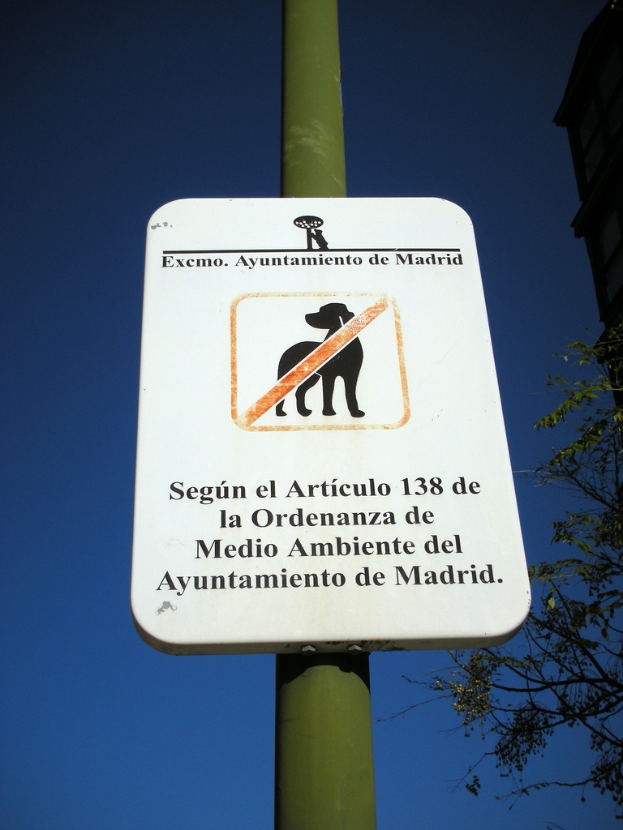 Excmo. Ayuntamiento de Madrid
Según el Artículo 138 de
la Ordenanza de
Medio Ambiente del
Ayuntamiento de Madrid.